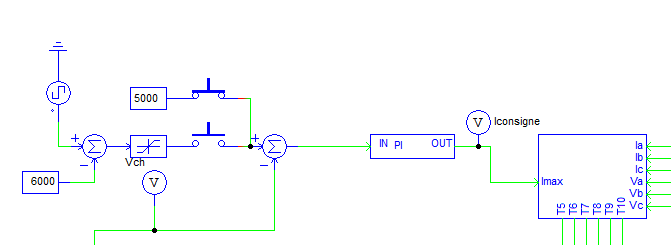 5000
V
Iconsigne
+
+
IN PI OUT
Ia
Ib
Ic
Imax
Va
Vb
Vc
−
−
Vch
V
6000
T5 T6 T7 T8 T9 T10